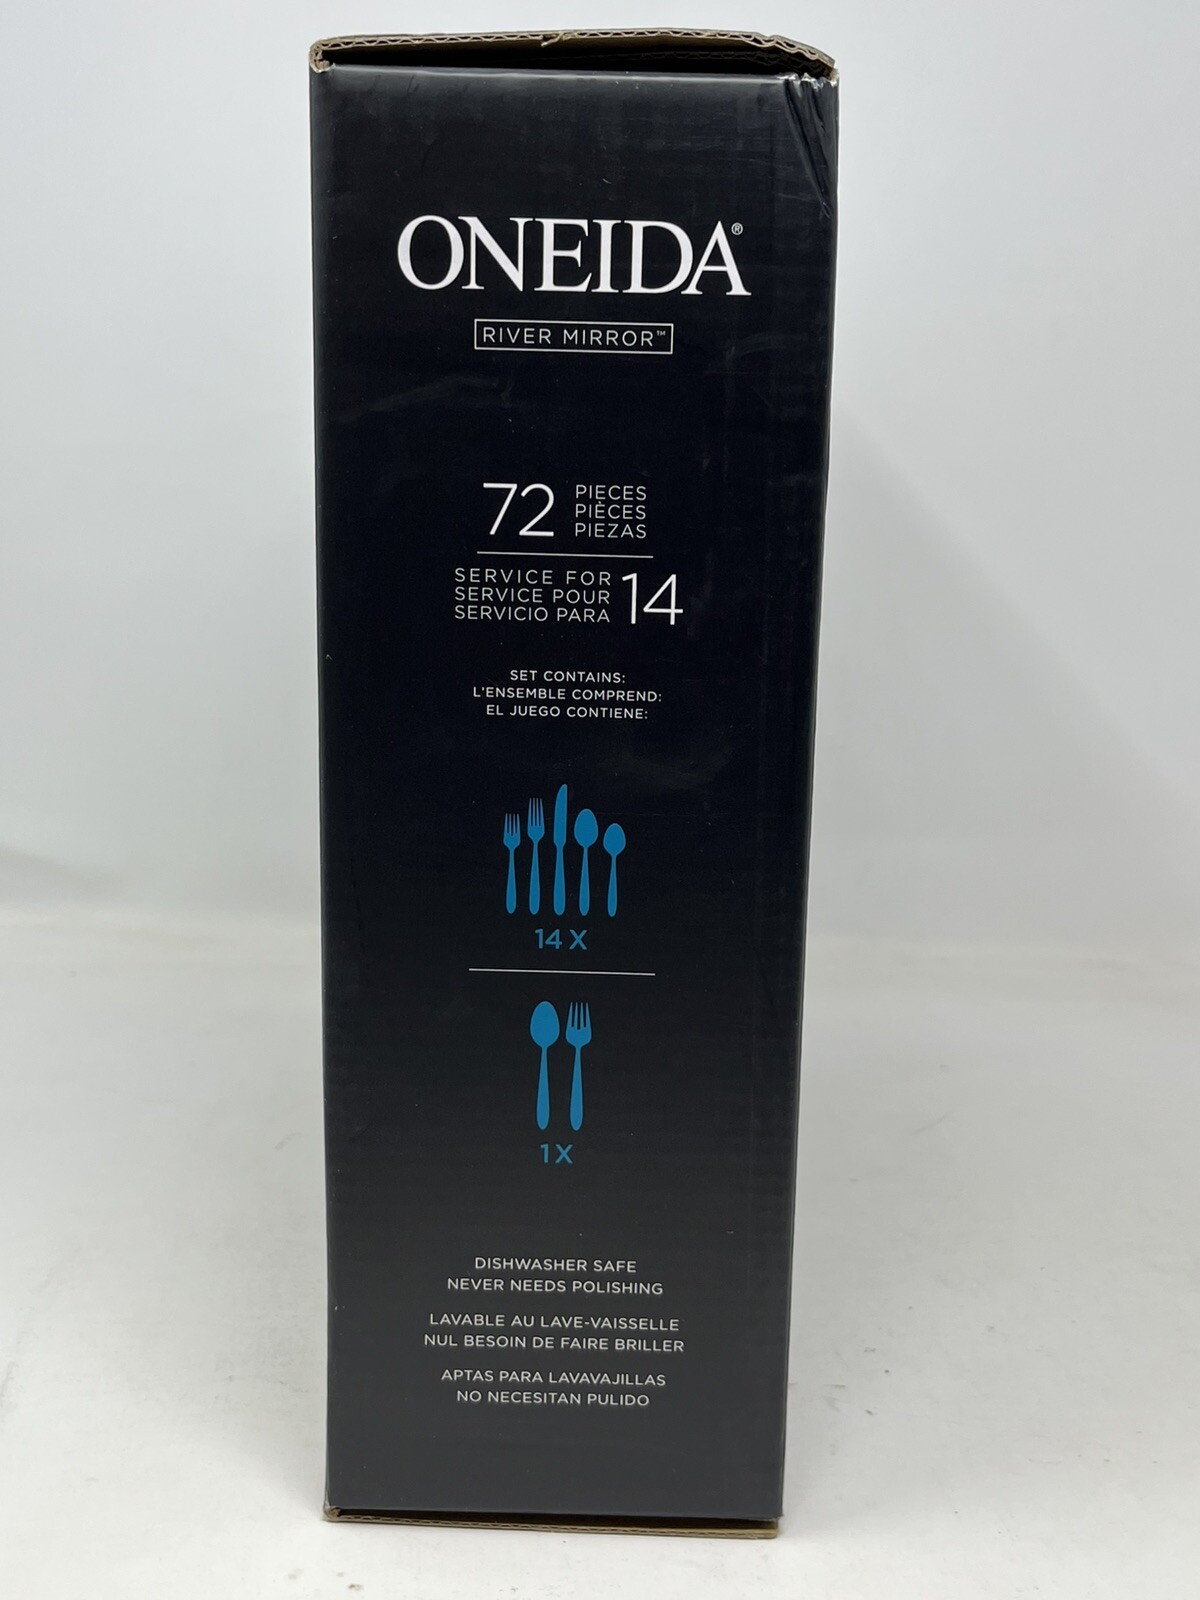 ONEIDA®
RIVER MIRROR™
72 PIECES
PIÈCES
PIEZAS
SERVICE FOR
SERVICE POUR
SERVICIO PARA 14
SET CONTAINS:
L'ENSEMBLE COMPREND:
EL JUEGO CONTIENE:
14 X
1 X
DISHWASHER SAFE
NEVER NEEDS POLISHING
LAVABLE AU LAVE-VAISSELLE
NUL BESOIN DE FAIRE BRILLER
APTAS PARA LAVAVAJILLAS
NO NECESITAN PULIDO